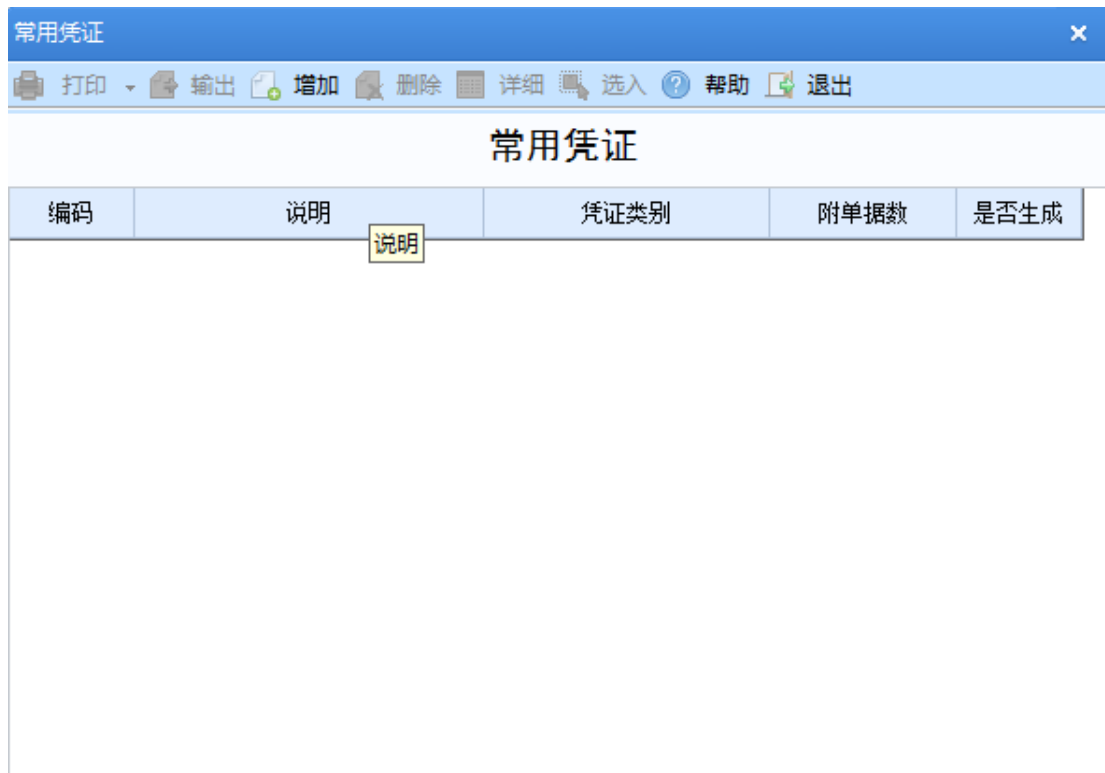 常用凭证
打印 输出 增加 删除 详细 选入 帮助 退出
常用凭证
编码 说明 凭证类别 附单据数 是否生成
说明